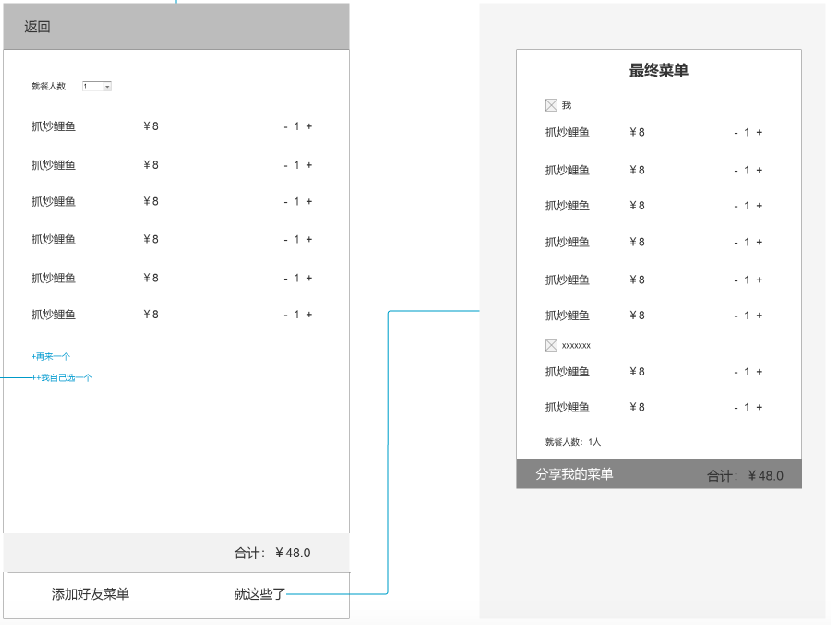 返回
就餐人数 1
抓炒鲤鱼 ￥8 - 1 +
抓炒鲤鱼 ￥8 - 1 +
抓炒鲤鱼 ￥8 - 1 +
抓炒鲤鱼 ￥8 - 1 +
抓炒鲤鱼 ￥8 - 1 +
抓炒鲤鱼 ￥8 - 1 +
+再来一个
++我自己选一个
合计：￥48.0
添加好友菜单 就这些了
最终菜单
我
抓炒鲤鱼 ￥8 - 1 +
抓炒鲤鱼 ￥8 - 1 +
抓炒鲤鱼 ￥8 - 1 +
抓炒鲤鱼 ￥8 - 1 +
抓炒鲤鱼 ￥8 - 1 +
抓炒鲤鱼 ￥8 - 1 +
xxxxxxx
抓炒鲤鱼 ￥8 - 1 +
抓炒鲤鱼 ￥8 - 1 +
就餐人数：1人
分享我的菜单 合计：￥48.0